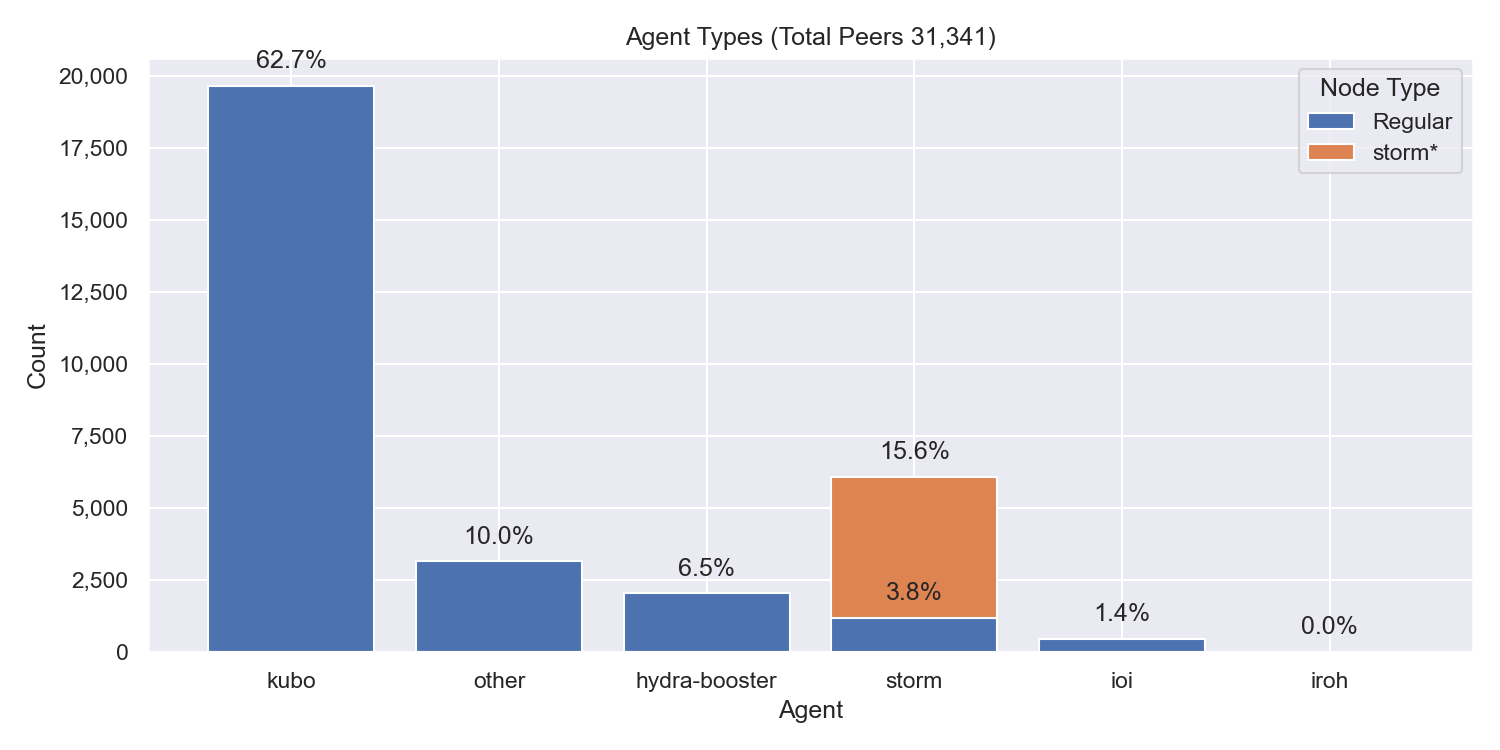 Agent Types (Total Peers 31,341)
62.7%
20,000
17,500
15,000
12,500
10,000
7,500
5,000
2,500
0
Count
Node Type
Regular
storm*
10.0%
6.5%
15.6%
3.8%
1.4%
0.0%
kubo
other
hydra-booster
storm
ioi
iroh
Agent